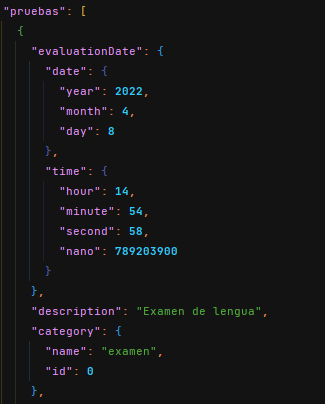 "pruebas": [
{
"evaluationDate": {
"date": {
"year": 2022,
"month": 4,
"day": 8
},
"time": {
"hour": 14,
"minute": 54,
"second": 58,
"nano": 789203900
}
},
"description": "Examen de lengua",
"category": {
"name": "examen",
"id": 0
},